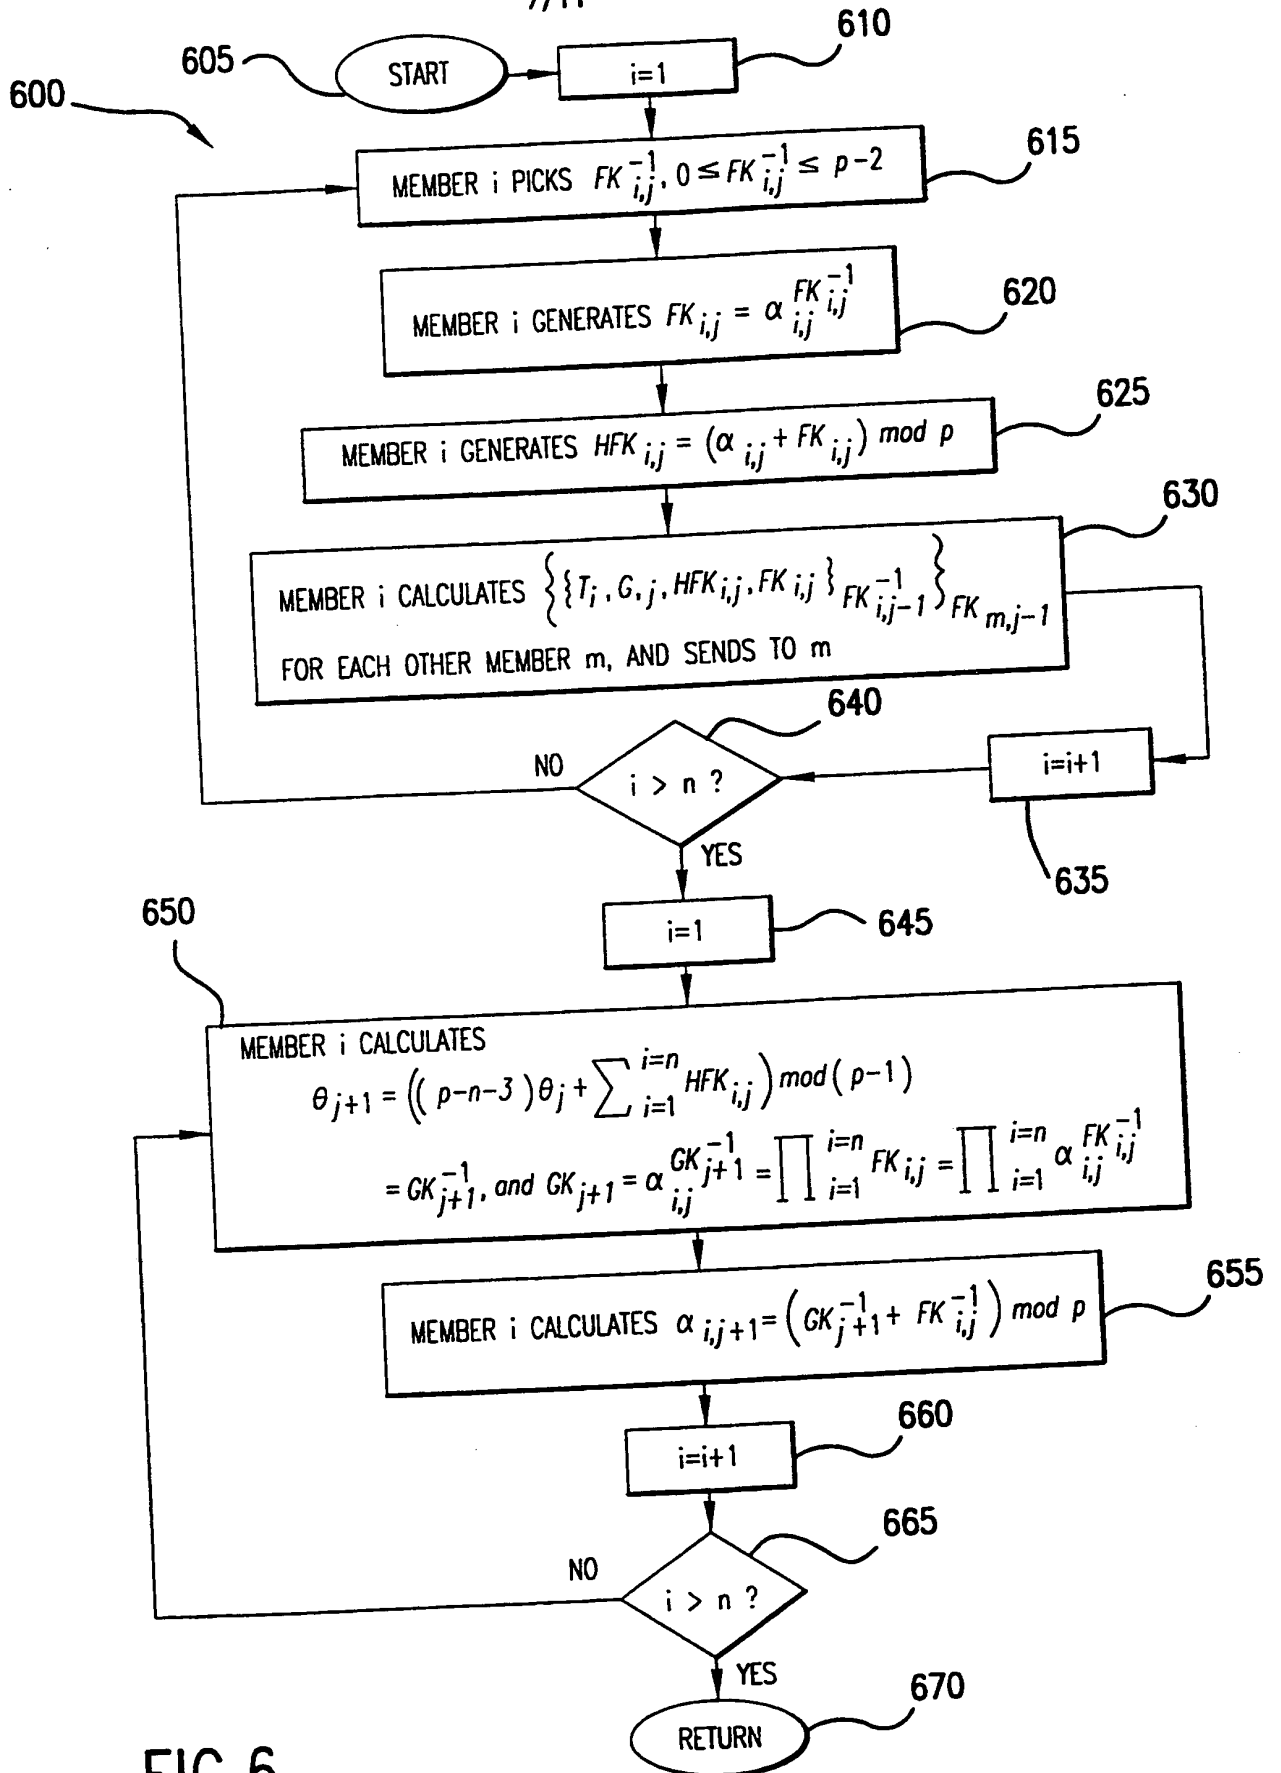 7/11
605
START
i=1
610
600
MEMBER i PICKS FK^{-1}_{i,j}, 0 ≤ FK^{-1}_{i,j} ≤ p-2
615
MEMBER i GENERATES FK_{i,j} = α_{i,j}^{FK^{-1}_{i,j}}
620
MEMBER i GENERATES HFK_{i,j} = (α_{i,j} + FK_{i,j}) mod p
625
630
MEMBER i CALCULATES {{T_i, G, j, HFK_{i,j}, FK_{i,j}}_{FK^{-1}_{i,j-1}}}_{FK_{m,j-1}}
FOR EACH OTHER MEMBER m, AND SENDS TO m
640
NO
i > n ?
i=i+1
YES
635
650
i=1
645
MEMBER i CALCULATES
θ_{j+1} = ((p-n-3)θ_j + ∑_{i=1}^{i=n} HFK_{i,j}) mod (p-1)
= GK^{-1}_{j+1}, and GK_{j+1} = α_{i,j}^{GK^{-1}_{j+1}} = ∏_{i=1}^{i=n} FK_{i,j} = ∏_{i=1}^{i=n} α_{i,j}^{FK^{-1}_{i,j}}
MEMBER i CALCULATES α_{i,j+1} = (GK^{-1}_{j+1} + FK^{-1}_{i,j}) mod p
655
i=i+1
660
665
NO
i > n ?
YES
670
RETURN
FIG. 6